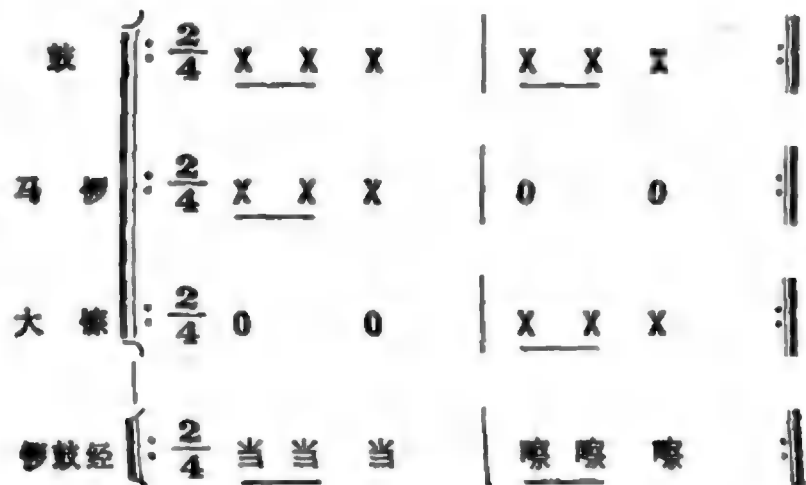 鼓 2/4 X X X | X X X
马锣 2/4 X X X | 0 0
大镲 2/4 0 0 | X X X
锣鼓经 2/4 当当 当 | 嚓嚓 嚓